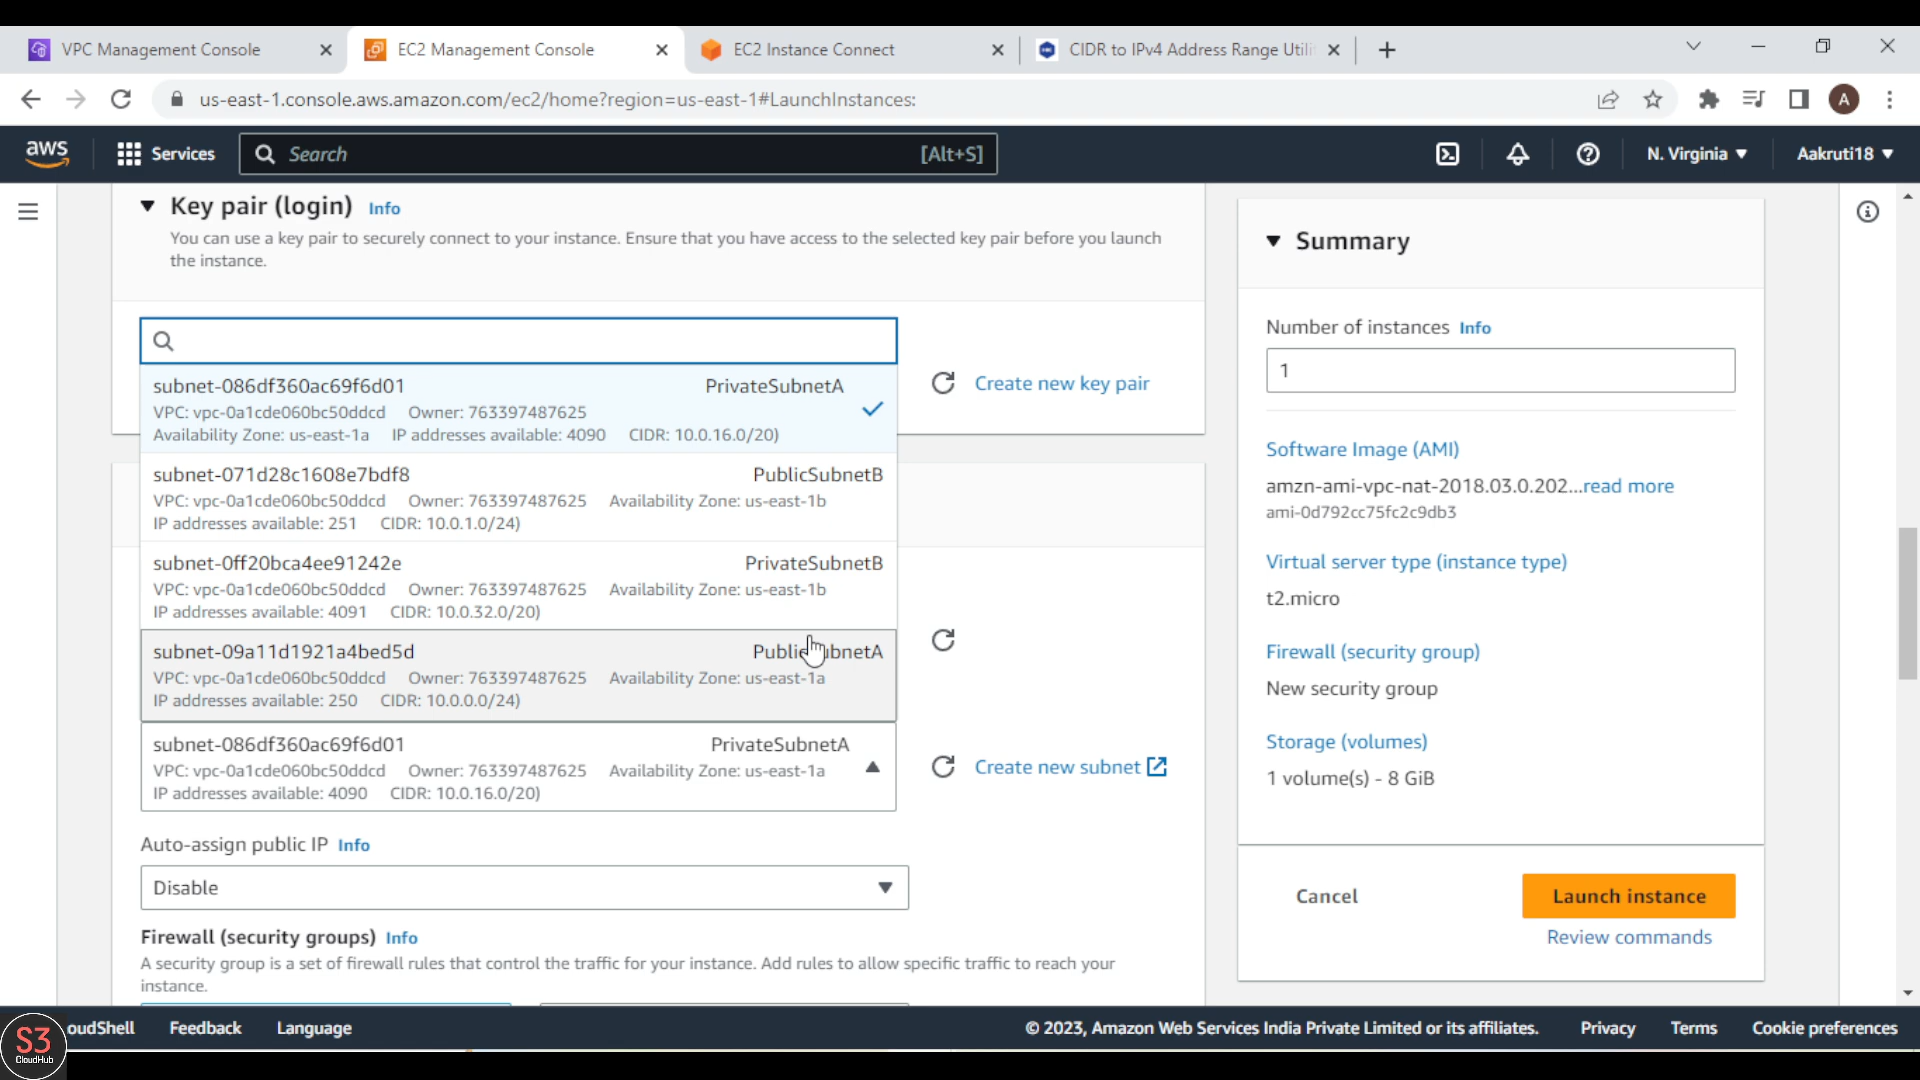 VPC Management Console
EC2 Management Console
EC2 Instance Connect
CIDR to IPv4 Address Range Utili
us-east-1.console.aws.amazon.com/ec2/home?region=us-east-1#LaunchInstances:
A
aws
Services
Search
[Alt+S]
N. Virginia
Aakruti18
Key pair (login) Info
You can use a key pair to securely connect to your instance. Ensure that you have access to the selected key pair before you launch
the instance.
subnet-086df360ac69f6d01 PrivateSubnetA
VPC: vpc-0a1cde060bc50ddcd Owner: 763397487625
Availability Zone: us-east-1a IP addresses available: 4090 CIDR: 10.0.16.0/20)
Create new key pair
subnet-071d28c1608e7bdf8 PublicSubnetB
VPC: vpc-0a1cde060bc50ddcd Owner: 763397487625 Availability Zone: us-east-1b
IP addresses available: 251 CIDR: 10.0.1.0/24)
subnet-0ff20bca4ee91242e PrivateSubnetB
VPC: vpc-0a1cde060bc50ddcd Owner: 763397487625 Availability Zone: us-east-1b
IP addresses available: 4091 CIDR: 10.0.32.0/20)
subnet-09a11d1921a4bed5d PublicSubnetA
VPC: vpc-0a1cde060bc50ddcd Owner: 763397487625 Availability Zone: us-east-1a
IP addresses available: 250 CIDR: 10.0.0.0/24)
subnet-086df360ac69f6d01 PrivateSubnetA
VPC: vpc-0a1cde060bc50ddcd Owner: 763397487625 Availability Zone: us-east-1a
IP addresses available: 4090 CIDR: 10.0.16.0/20)
Create new subnet
Auto-assign public IP Info
Disable
Firewall (security groups) Info
A security group is a set of firewall rules that control the traffic for your instance. Add rules to allow specific traffic to reach your
instance.
Summary
Number of instances Info
1
Software Image (AMI)
amzn-ami-vpc-nat-2018.03.0.202...read more
ami-0d792cc75fc2c9db3
Virtual server type (instance type)
t2.micro
Firewall (security group)
New security group
Storage (volumes)
1 volume(s) - 8 GiB
Cancel
Launch instance
Review commands
S3
CloudHub
oudShell
Feedback
Language
© 2023, Amazon Web Services India Private Limited or its affiliates.
Privacy
Terms
Cookie preferences